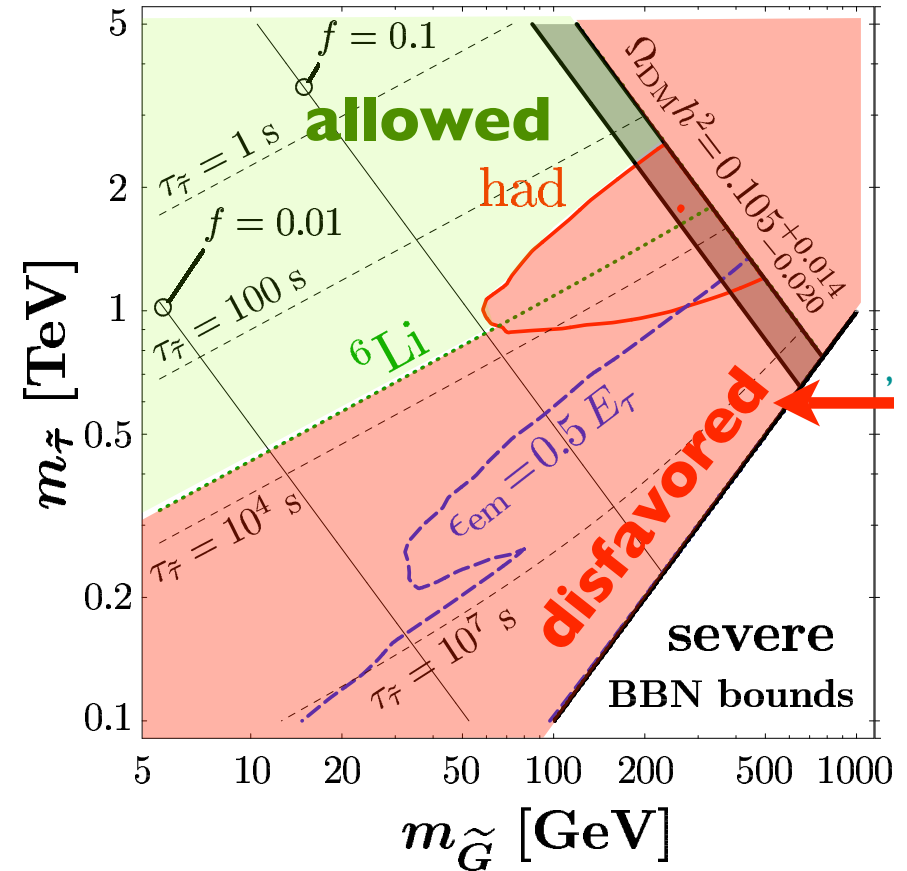 5
2
1
0.5
0.2
0.1
m_τ̃ [TeV]
f = 0.1
allowed
τ_τ̃ = 1 s
had
f = 0.01
τ_τ̃ = 100 s
⁶Li
Ω_DM h² = 0.105 +0.014 −0.020
ϵ_em = 0.5 E_τ
τ_τ̃ = 10⁴ s
disfavored
,
τ_τ̃ = 10⁷ s
severe
BBN bounds
5 10 20 50 100 200 500 1000
m_G̃ [GeV]